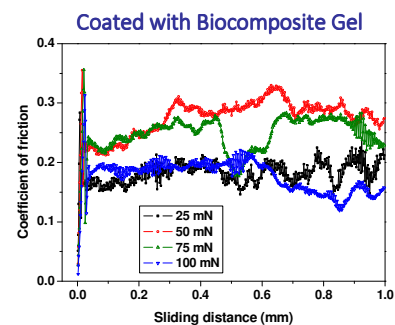 Coated with Biocomposite Gel
0.4
0.3
0.2
0.1
0.0
Coefficient of friction
25 mN
50 mN
75 mN
100 mN
0.0 0.2 0.4 0.6 0.8 1.0
Sliding distance (mm)